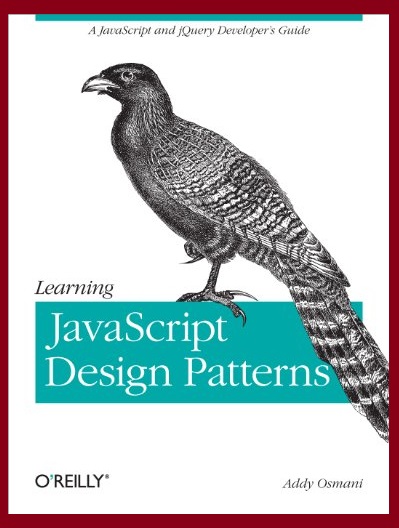 A JavaScript and jQuery Developer's Guide
Learning
JavaScript
Design Patterns
O'REILLY®
Addy Osmani